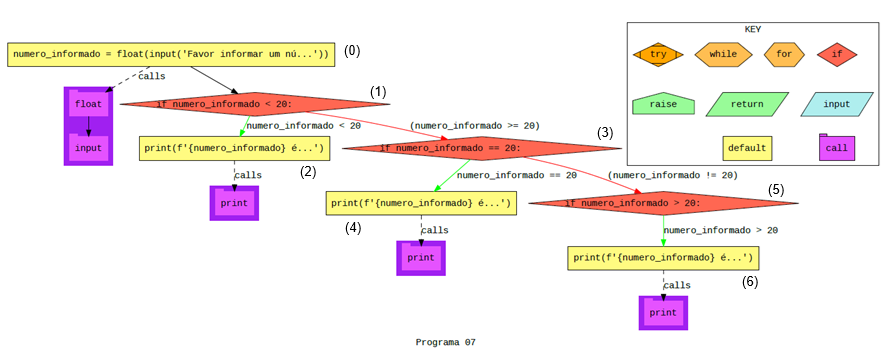 KEY
try
while
for
if
raise
return
input
default
call
numero_informado = float(input('Favor informar um nú...'))
(0)
calls
float
input
(1)
if numero_informado < 20:
numero_informado < 20
(numero_informado >= 20)
print(f'{numero_informado} é...')
(2)
calls
print
(3)
if numero_informado == 20:
numero_informado == 20
(numero_informado != 20)
print(f'{numero_informado} é...')
(4)
calls
print
(5)
if numero_informado > 20:
numero_informado > 20
print(f'{numero_informado} é...')
(6)
calls
print
Programa 07